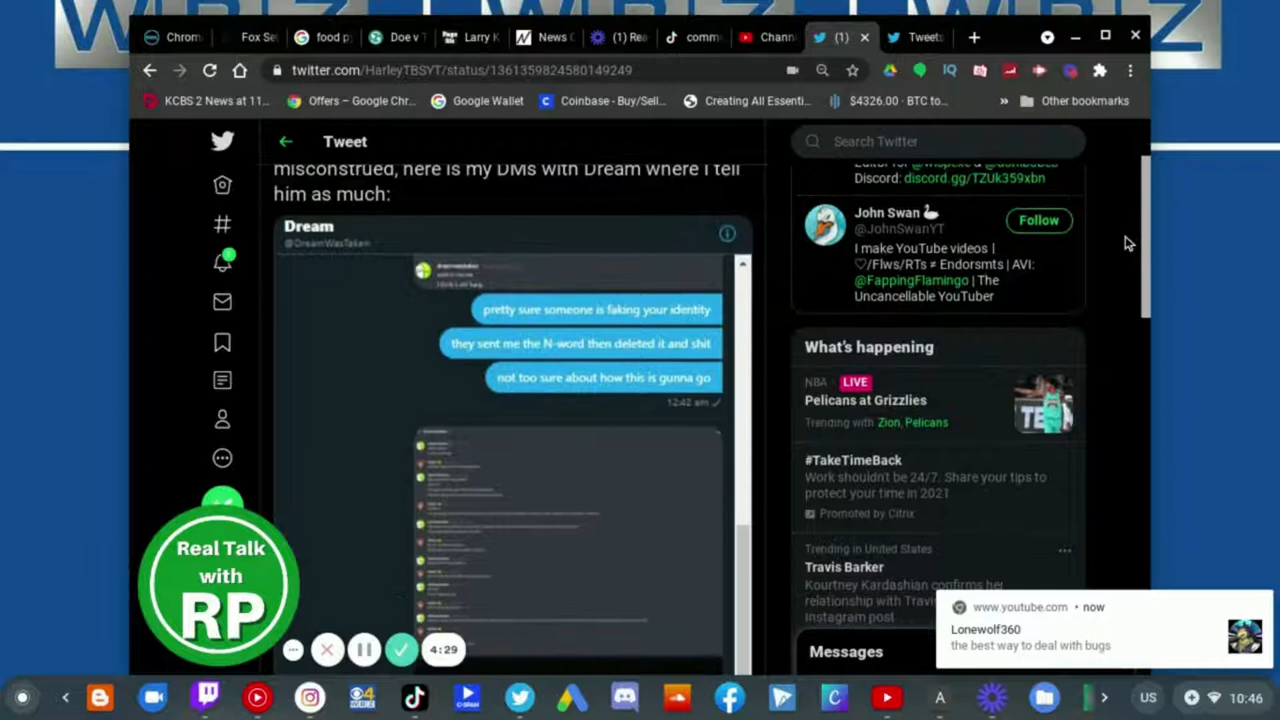 Chrom
Fox Se
food p
Doe v
Larry K
News
(1) Rea
comm
Chann
(1)
Tweets
twitter.com/HarleyTBSYT/status/1361359824580149249
KCBS 2 News at 11...
Offers – Google Chr...
Google Wallet
Coinbase - Buy/Sell...
Creating All Essenti...
$4326.00 - BTC to...
»
Other bookmarks
Tweet
Search Twitter
misconstrued, here is my DMs with Dream where I tell
him as much:
Discord: discord.gg/TZUk359xbn
Dream
@DreamWasTaken
John Swan
@JohnSwanYT
Follow
I make YouTube videos |
♡/Flws/RTs ≠ Endorsmts | AVI:
@FappingFlamingo | The
Uncancellable YouTuber
pretty sure someone is faking your identity
they sent me the N-word then deleted it and shit
not too sure about how this is gunna go
12:42 am
What's happening
NBA LIVE
Pelicans at Grizzlies
Trending with Zion, Pelicans
#TakeTimeBack
Work shouldn't be 24/7. Share your tips to
protect your time in 2021
Promoted by Citrix
Trending in United States
Travis Barker
Kourtney Kardashian confirms her
relationship with Travi
Instagram post
Messages
1
Real Talk
with
RP
4:29
www.youtube.com • now
Lonewolf360
the best way to deal with bugs
US
10:46